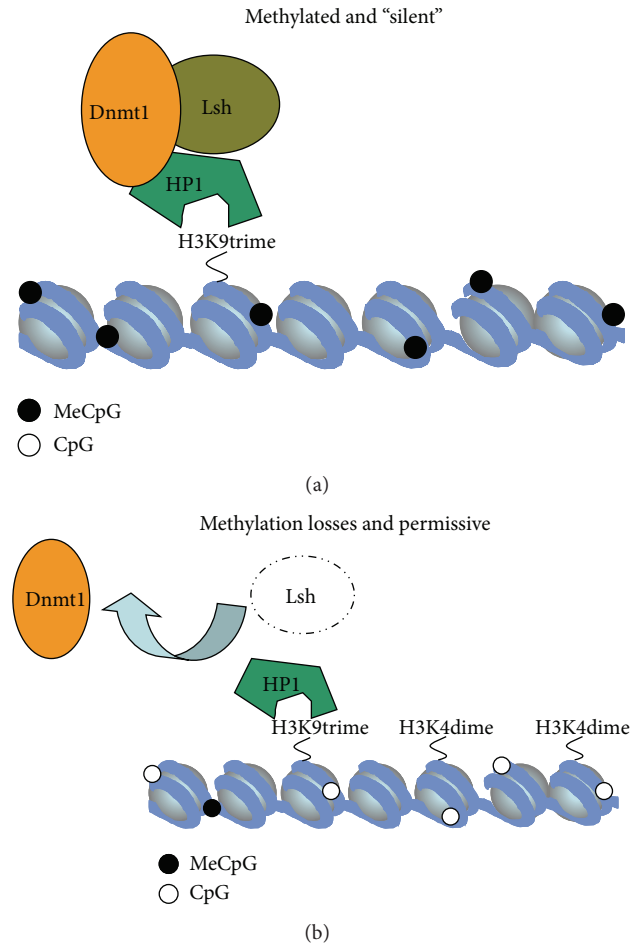 Methylated and “silent”
Dnmt1
Lsh
HP1
H3K9trime
MeCpG
CpG
(a)
Methylation losses and permissive
Dnmt1
Lsh
HP1
H3K9trime
H3K4dime
H3K4dime
MeCpG
CpG
(b)